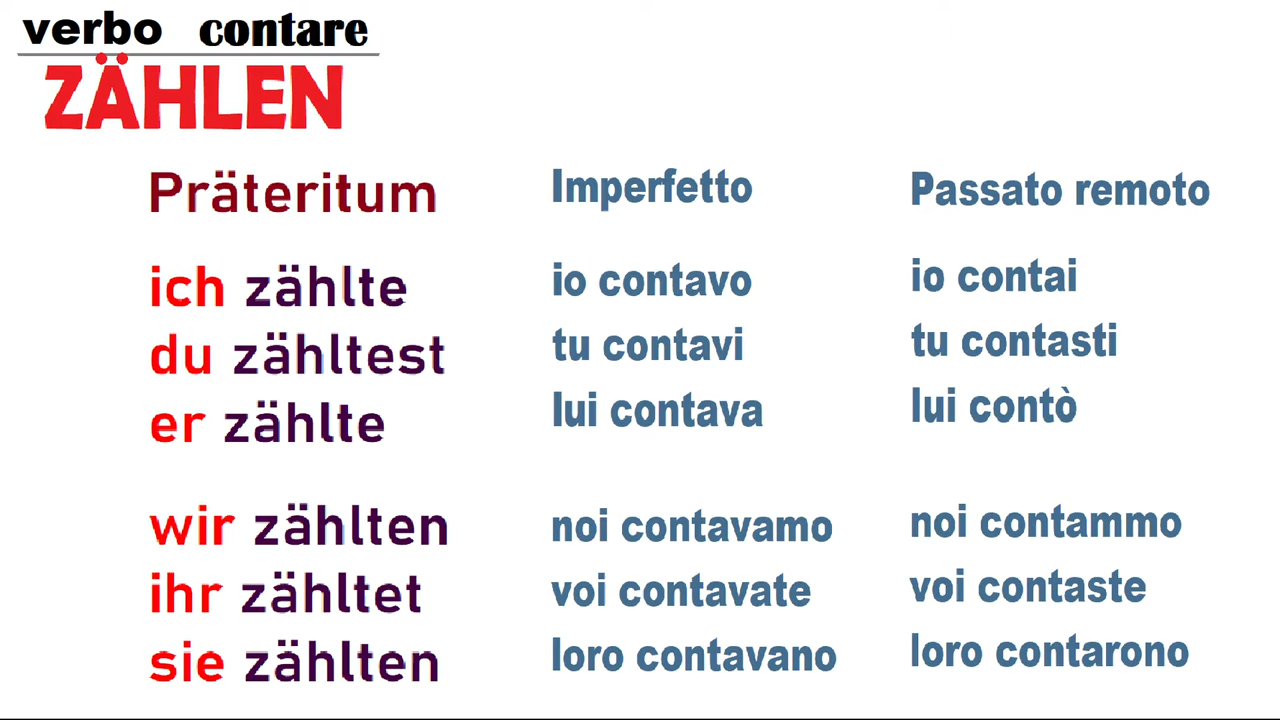 verbo contare
ZÄHLEN
Präteritum Imperfetto Passato remoto
ich zählte io contavo io contai
du zähltest tu contavi tu contasti
er zählte lui contava lui contò
wir zählten noi contavamo noi contammo
ihr zähltet voi contavate voi contaste
sie zählten loro contavano loro contarono